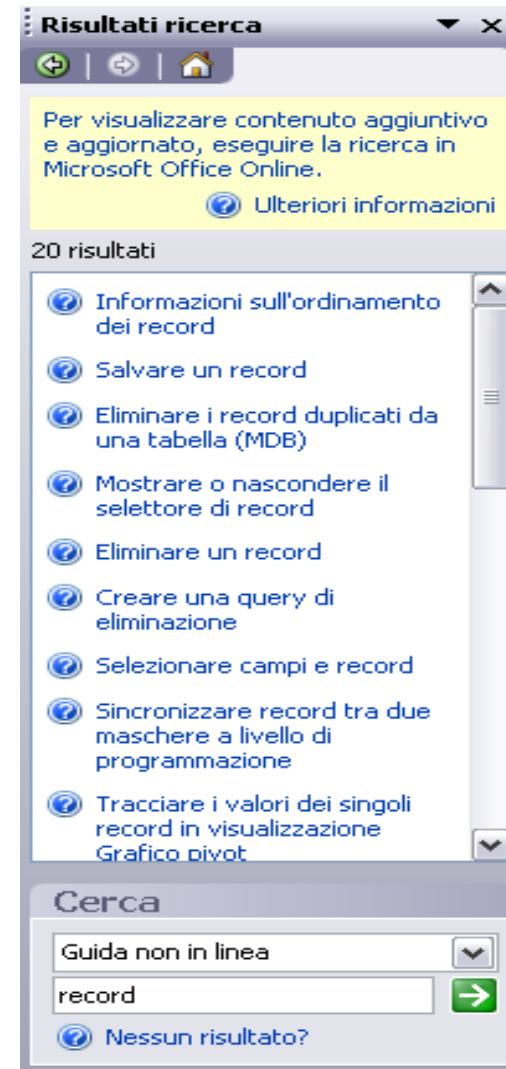 Risultati ricerca
Per visualizzare contenuto aggiuntivo
e aggiornato, eseguire la ricerca in
Microsoft Office Online.
Ulteriori informazioni
20 risultati
Informazioni sull'ordinamento
dei record
Salvare un record
Eliminare i record duplicati da
una tabella (MDB)
Mostrare o nascondere il
selettore di record
Eliminare un record
Creare una query di
eliminazione
Selezionare campi e record
Sincronizzare record tra due
maschere a livello di
programmazione
Tracciare i valori dei singoli
record in visualizzazione
Grafico pivot
Cerca
Guida non in linea
record
Nessun risultato?